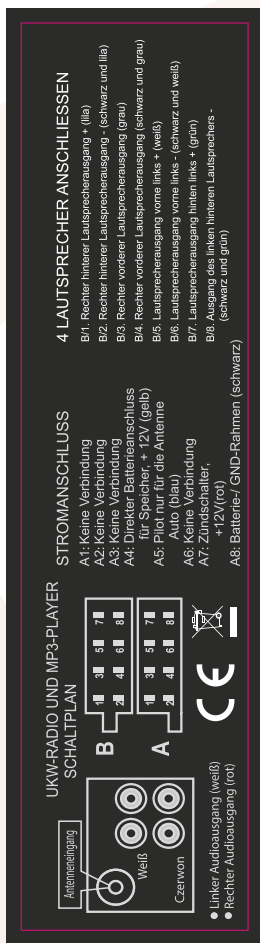 UKW-RADIO UND MP3-PLAYER
SCHALTPLAN
Antenneneingang
Weiß
Czerwon
B
1 3 5 7
2 4 6 8
A
1 3 5 7
2 4 6 8
● Linker Audioausgang (weiß)
● Rechter Audioausgang (rot)
CE
STROMANSCHLUSS
A1: Keine Verbindung
A2: Keine Verbindung
A3: Keine Verbindung
A4: Direkter Batterieanschluss
für Speicher, + 12V (gelb)
A5: Pilot nur für die Antenne
Auto (blau)
A6: Keine Verbindung
A7: Zündschalter,
+12V(rot)
A8: Batterie-/ GND-Rahmen (schwarz)
4 LAUTSPRECHER ANSCHLIESSEN
B/1. Rechter hinterer Lautsprecherausgang + (lila)
B/2. Rechter hinterer Lautsprecherausgang - (schwarz und lila)
B/3. Rechter vorderer Lautsprecherausgang (grau)
B/4. Rechter vorderer Lautsprecherausgang (schwarz und grau)
B/5. Lautsprecherausgang vorne links + (weiß)
B/6. Lautsprecherausgang vorne links - (schwarz und weiß)
B/7. Lautsprecherausgang hinten links + (grün)
B/8. Ausgang des linken hinteren Lautsprechers -
(schwarz und grün)